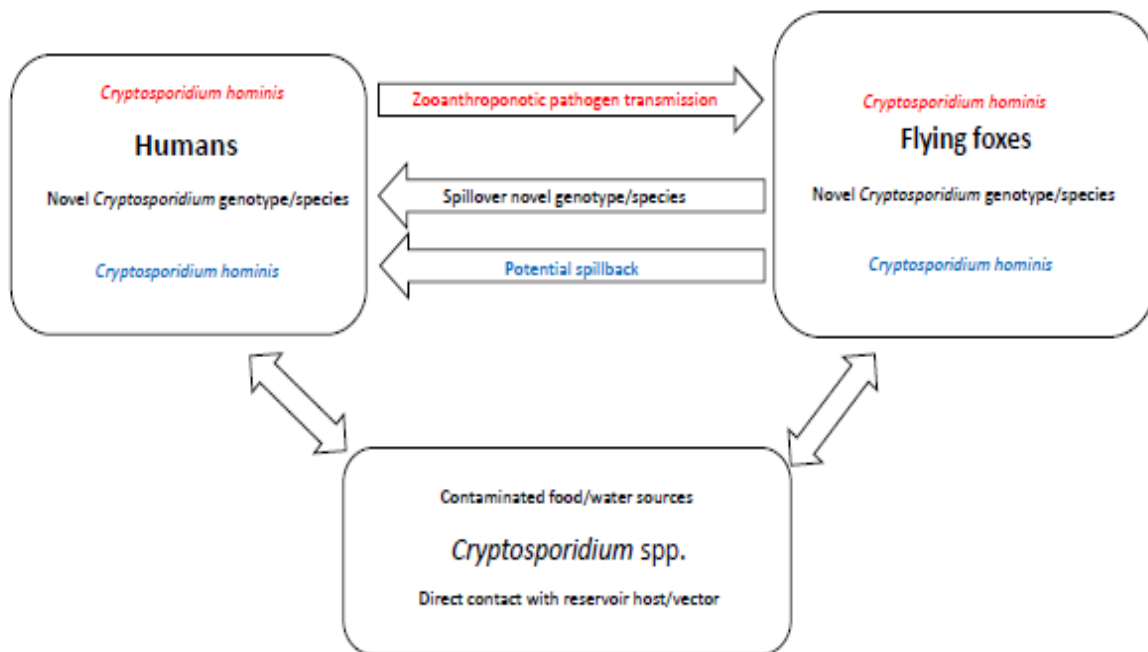 Cryptosporidium hominis
Humans
Novel Cryptosporidium genotype/species
Cryptosporidium hominis
Zooanthroponotic pathogen transmission
Spillover novel genotype/species
Potential spillback
Cryptosporidium hominis
Flying foxes
Novel Cryptosporidium genotype/species
Cryptosporidium hominis
Contaminated food/water sources
Cryptosporidium spp.
Direct contact with reservoir host/vector